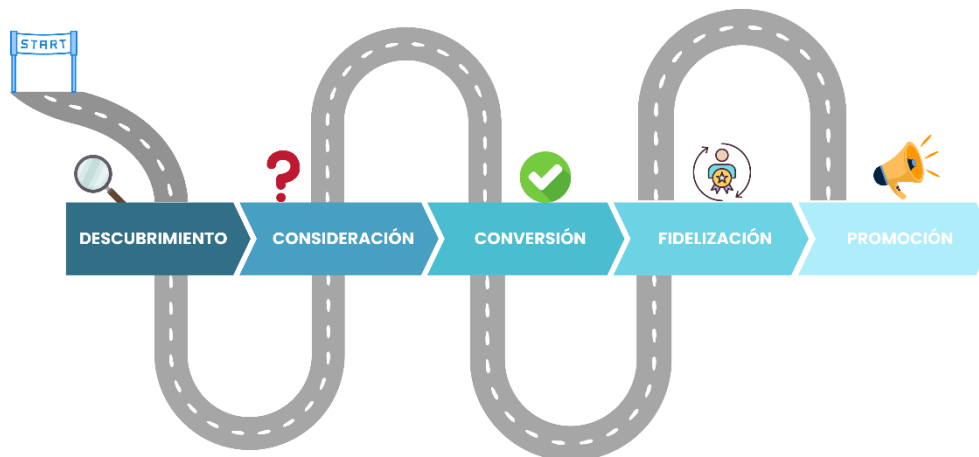 START
DESCUBRIMIENTO
CONSIDERACIÓN
CONVERSIÓN
FIDELIZACIÓN
PROMOCIÓN